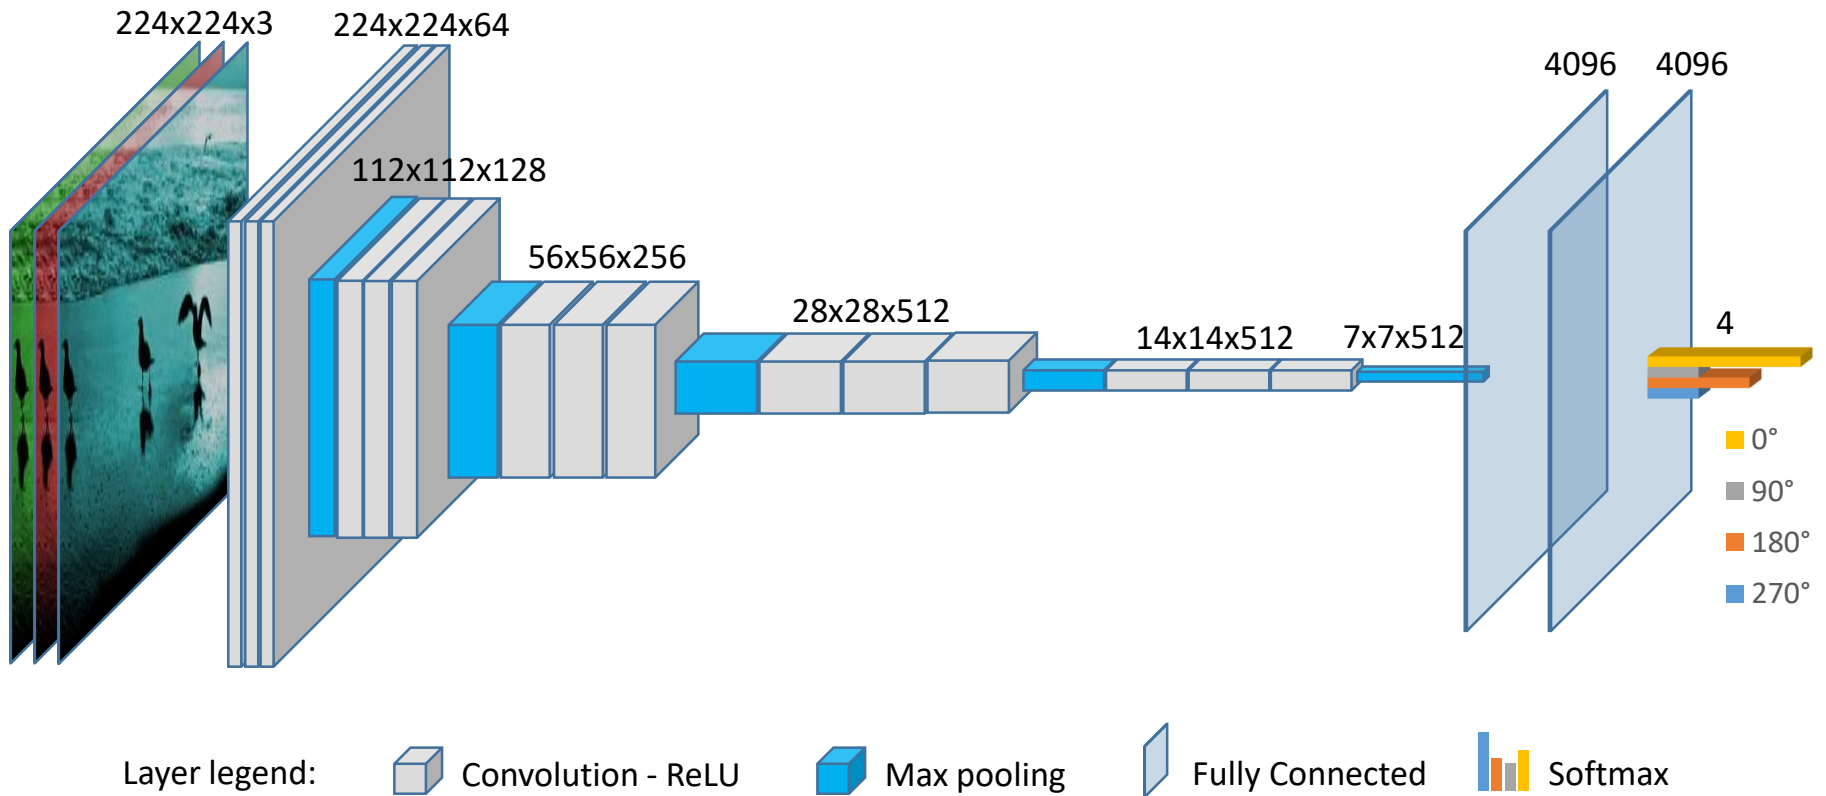 224x224x3
224x224x64
112x112x128
56x56x256
28x28x512
14x14x512
7x7x512
4096
4096
4
0°
90°
180°
270°
Layer legend:
Convolution - ReLU
Max pooling
Fully Connected
Softmax